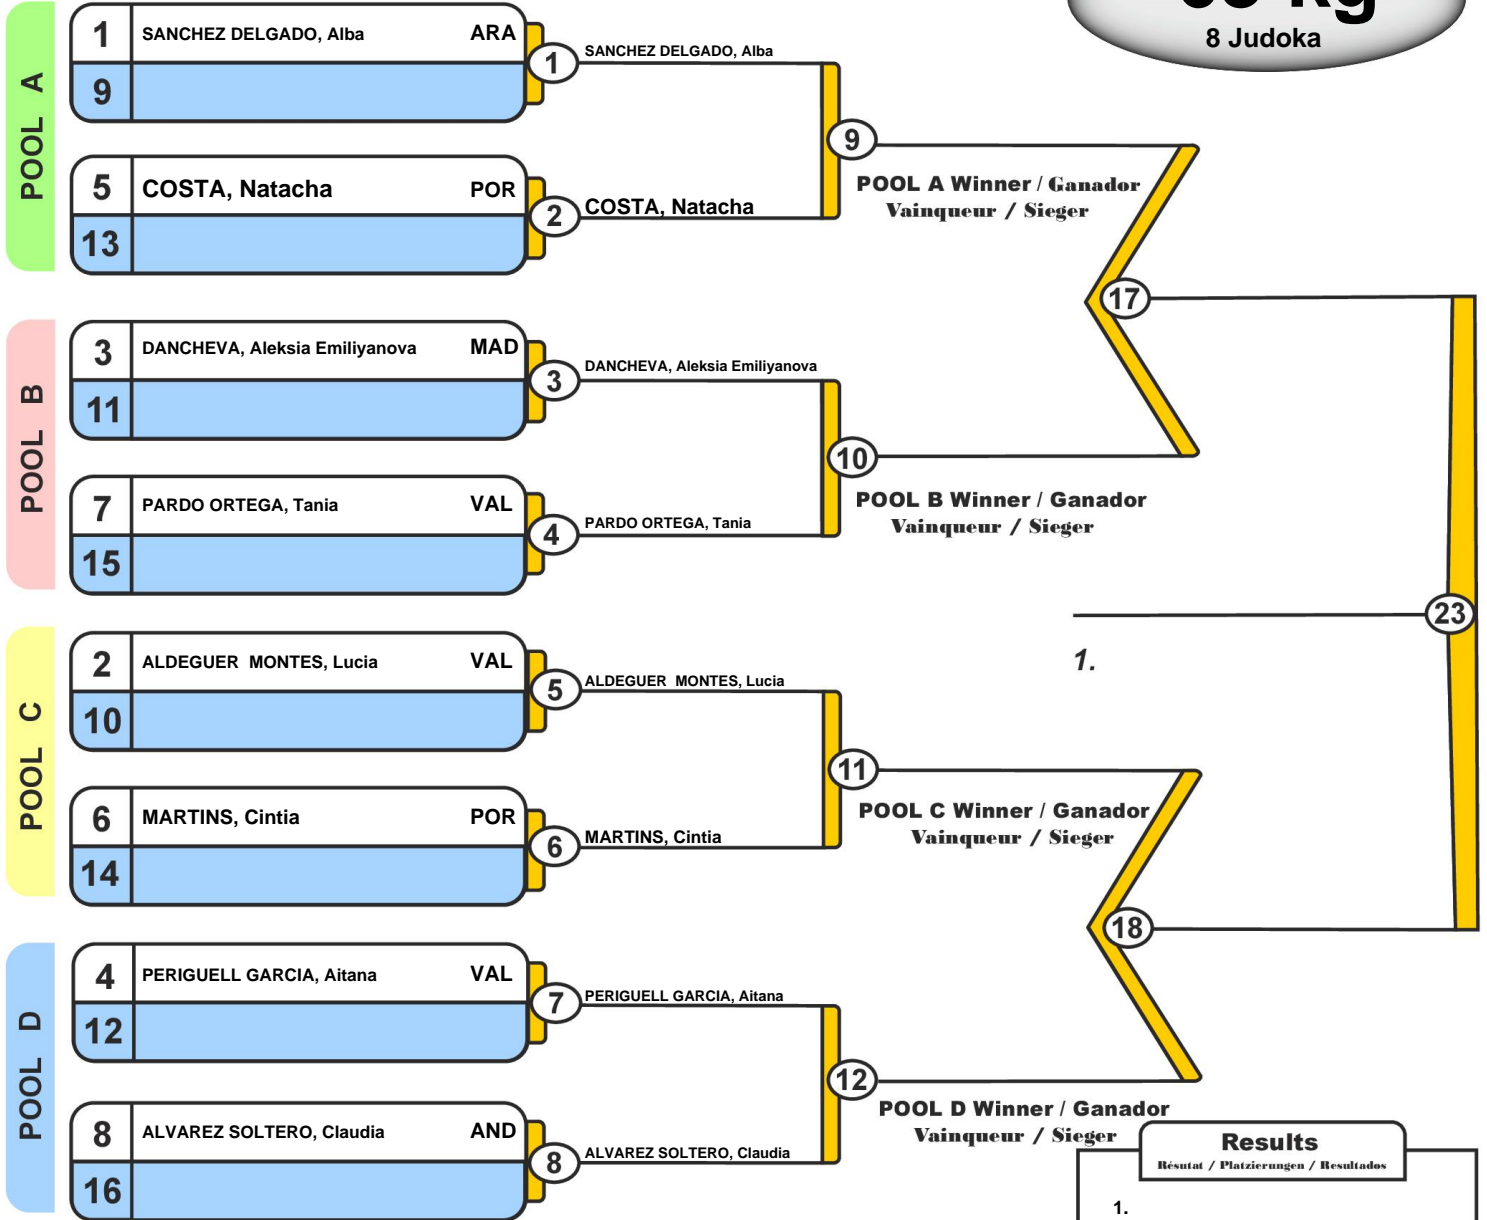 8 Judoka
POOL A
1 SANCHEZ DELGADO, Alba ARA
9
1
SANCHEZ DELGADO, Alba
5 COSTA, Natacha POR
13
2
COSTA, Natacha
9
POOL A Winner / Ganador
Vainqueur / Sieger
POOL B
3 DANCHEVA, Aleksia Emiliyanova MAD
11
3
DANCHEVA, Aleksia Emiliyanova
7 PARDO ORTEGA, Tania VAL
15
4
PARDO ORTEGA, Tania
10
POOL B Winner / Ganador
Vainqueur / Sieger
17
POOL C
2 ALDEGUER  MONTES, Lucia VAL
10
5
ALDEGUER  MONTES, Lucia
6 MARTINS, Cintia POR
14
6
MARTINS, Cintia
11
POOL C Winner / Ganador
Vainqueur / Sieger
POOL D
4 PERIGUELL GARCIA, Aitana VAL
12
7
PERIGUELL GARCIA, Aitana
8 ALVAREZ SOLTERO, Claudia AND
16
8
ALVAREZ SOLTERO, Claudia
12
POOL D Winner / Ganador
Vainqueur / Sieger
18
23
1.
Results
Résutat / Platzierungen / Resultados
1.